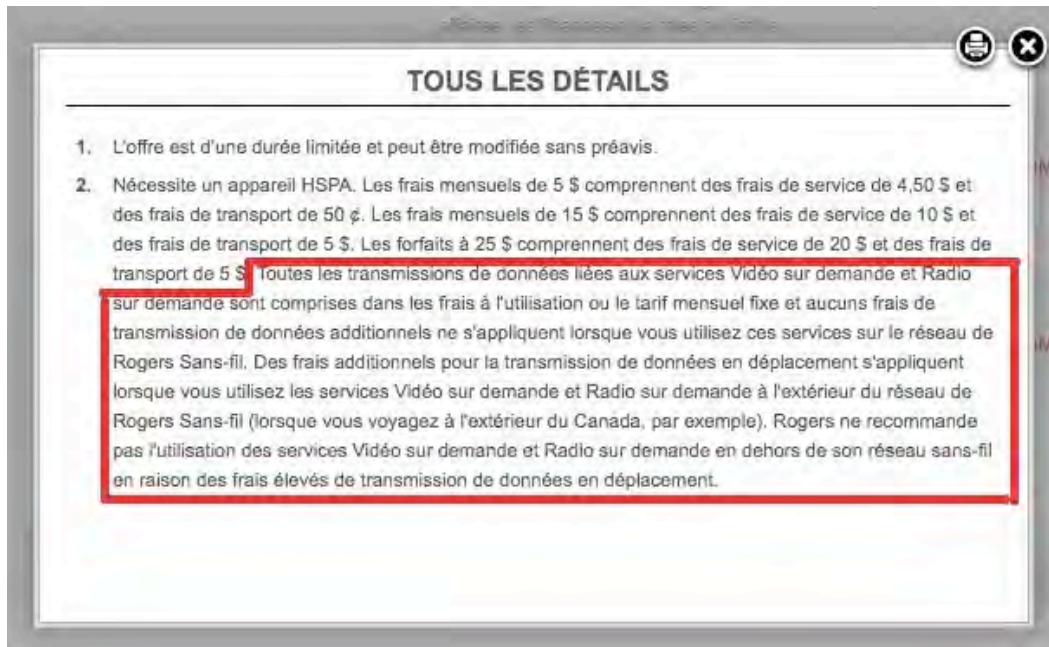 TOUS LES DÉTAILS
1. L'offre est d'une durée limitée et peut être modifiée sans préavis.
2. Nécessite un appareil HSPA. Les frais mensuels de 5 $ comprennent des frais de service de 4,50 $ et
des frais de transport de 50 ¢. Les frais mensuels de 15 $ comprennent des frais de service de 10 $ et
des frais de transport de 5 $. Les forfaits à 25 $ comprennent des frais de service de 20 $ et des frais de
transport de 5 $. Toutes les transmissions de données liées aux services Vidéo sur demande et Radio
sur demande sont comprises dans les frais à l'utilisation ou le tarif mensuel fixe et aucuns frais de
transmission de données additionnels ne s'appliquent lorsque vous utilisez ces services sur le réseau de
Rogers Sans-fil. Des frais additionnels pour la transmission de données en déplacement s'appliquent
lorsque vous utilisez les services Vidéo sur demande et Radio sur demande à l'extérieur du réseau de
Rogers Sans-fil (lorsque vous voyagez à l'extérieur du Canada, par exemple). Rogers ne recommande
pas l'utilisation des services Vidéo sur demande et Radio sur demande en dehors de son réseau sans-fil
en raison des frais élevés de transmission de données en déplacement.